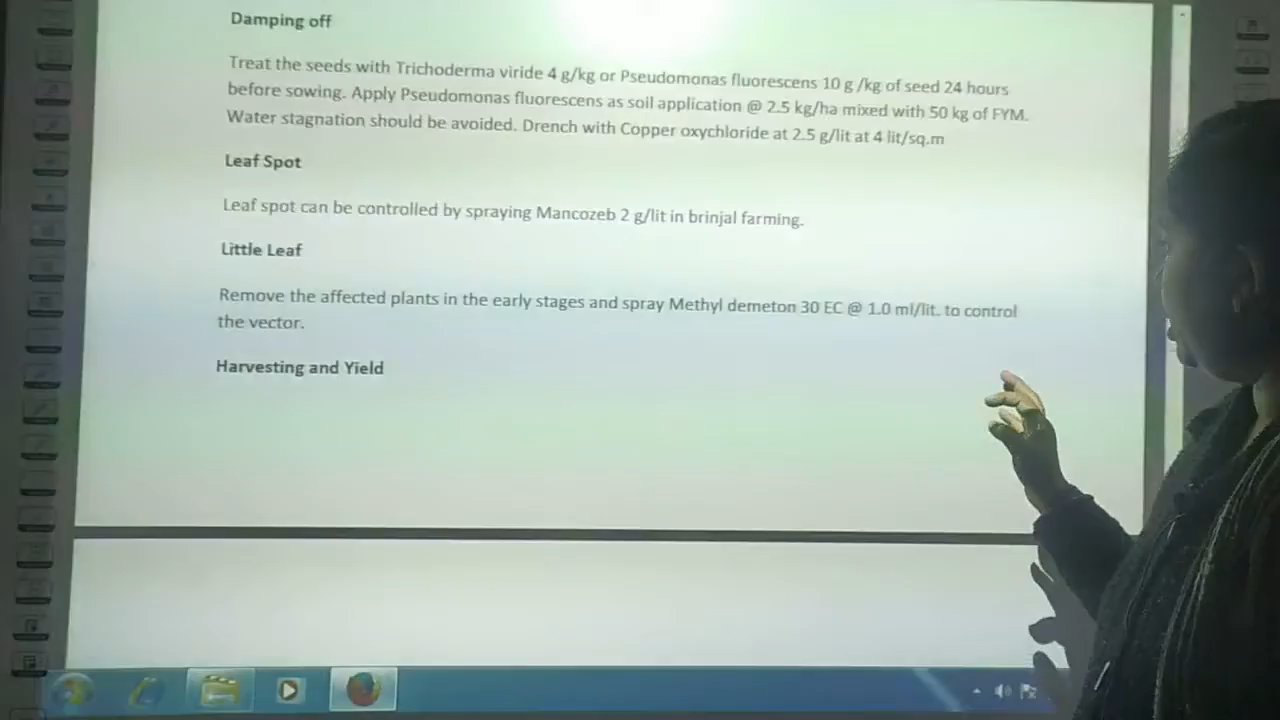 Damping off
Treat the seeds with Trichoderma viride 4 g/kg or Pseudomonas fluorescens 10 g /kg of seed 24 hours
before sowing. Apply Pseudomonas fluorescens as soil application @ 2.5 kg/ha mixed with 50 kg of FYM.
Water stagnation should be avoided. Drench with Copper oxychloride at 2.5 g/lit at 4 lit/sq.m
Leaf Spot
Leaf spot can be controlled by spraying Mancozeb 2 g/lit in brinjal farming.
Little Leaf
Remove the affected plants in the early stages and spray Methyl demeton 30 EC @ 1.0 ml/lit. to control
the vector.
Harvesting and Yield